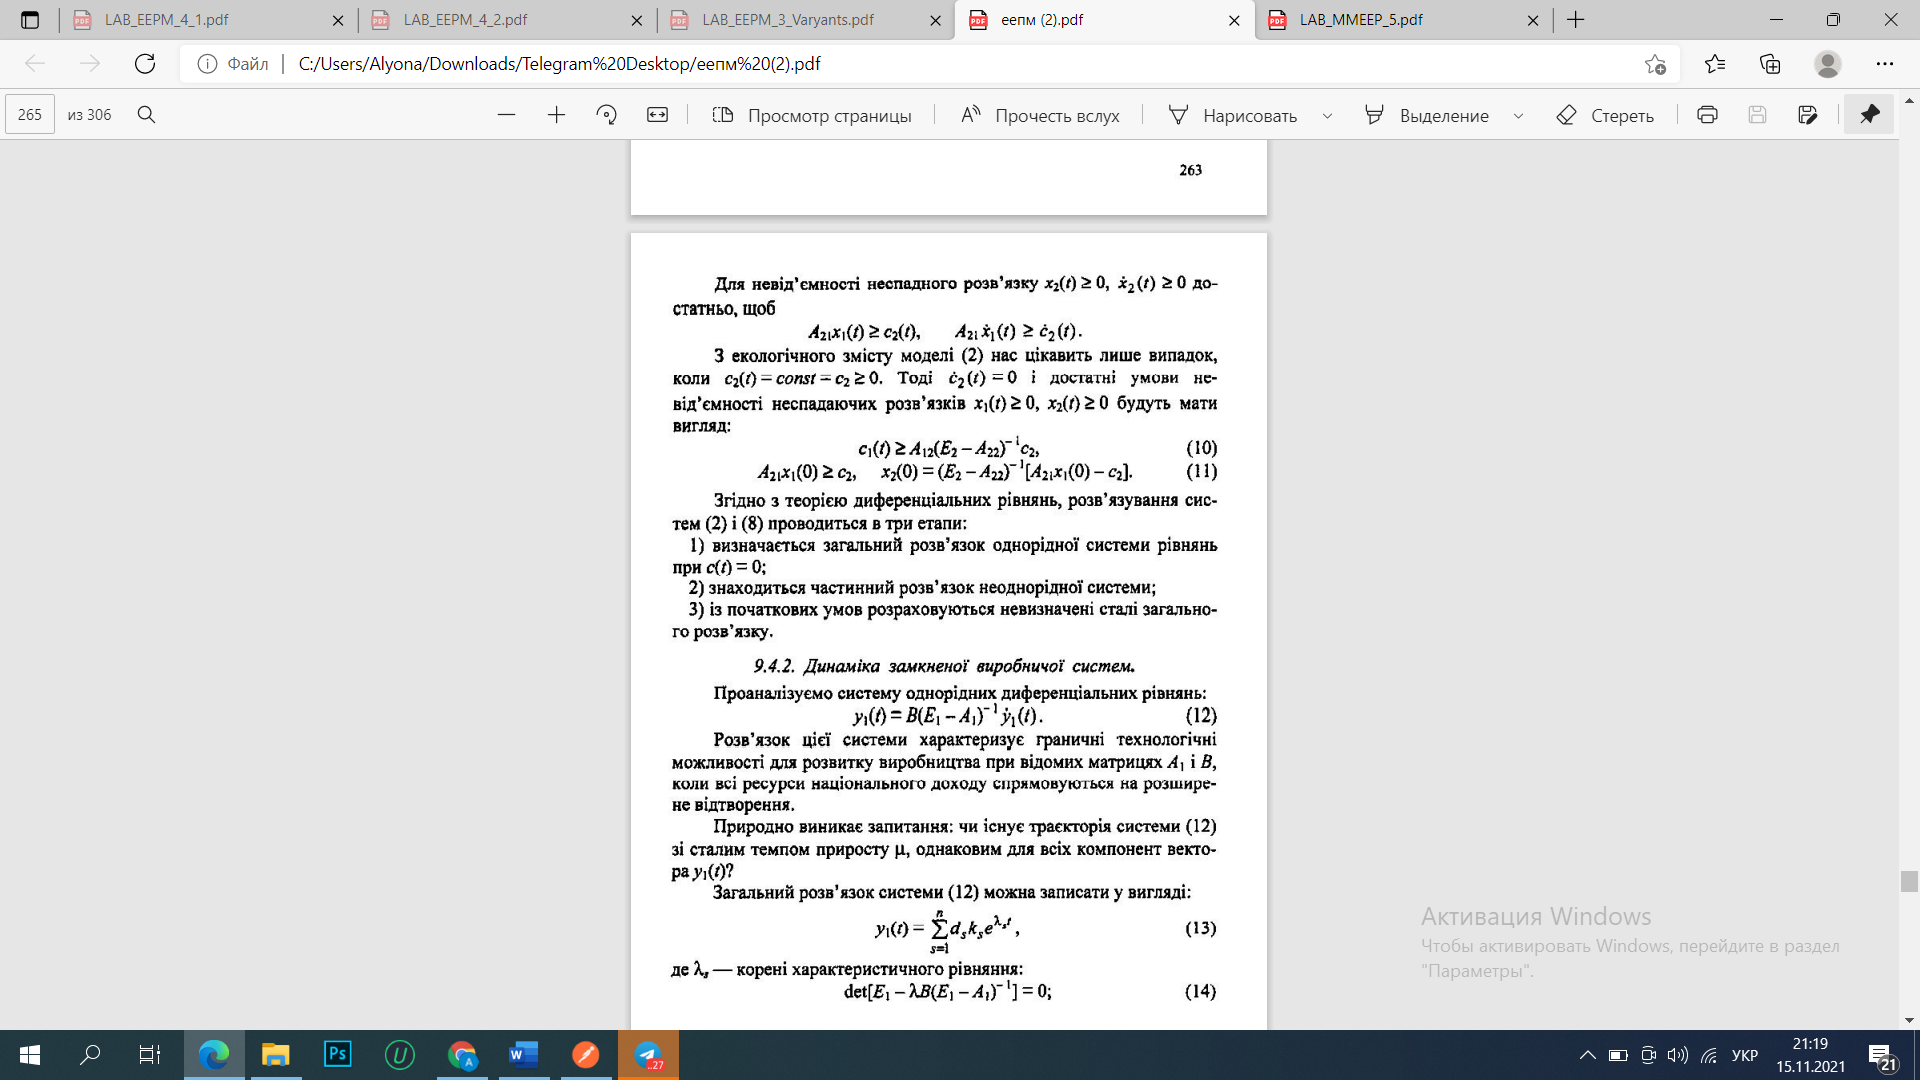 LAB_EEPM_4_1.pdf
LAB_EEPM_4_2.pdf
LAB_EEPM_3_Varyants.pdf
еепм (2).pdf
LAB_MMEEP_5.pdf
Файл
C:/Users/Alyona/Downloads/Telegram%20Desktop/еепм%20(2).pdf
265 из 306
Просмотр страницы
Прочесть вслух
Нарисовать
Выделение
Стереть
263
Для невід’ємності неспадного розв’язку x₂(t) ≥ 0, ẋ₂(t) ≥ 0 до-
статньо, щоб
A₂₁x₁(t) ≥ c₂(t), A₂₁ẋ₁(t) ≥ ċ₂(t).
З екологічного змісту моделі (2) нас цікавить лише випадок,
коли c₂(t) = const = c₂ ≥ 0. Тоді ċ₂(t) = 0 і достатні умови не-
від’ємності неспадаючих розв’язків x₁(t) ≥ 0, x₂(t) ≥ 0 будуть мати
вигляд:
c₁(t) ≥ A₁₂(E₂ – A₂₂)⁻¹c₂, (10)
A₂₁x₁(0) ≥ c₂, x₂(0) = (E₂ – A₂₂)⁻¹[A₂₁x₁(0) – c₂]. (11)
Згідно з теорією диференціальних рівнянь, розв’язування сис-
тем (2) і (8) проводиться в три етапи:
1) визначається загальний розв’язок однорідної системи рівнянь
при c(t) = 0;
2) знаходиться частинний розв’язок неоднорідної системи;
3) із початкових умов розраховуються невизначені сталі загально-
го розв’язку.
9.4.2. Динаміка замкненої виробничої систем.
Проаналізуємо систему однорідних диференціальних рівнянь:
y₁(t) = B(E₁ – A₁)⁻¹ẏ₁(t). (12)
Розв’язок цієї системи характеризує граничні технологічні
можливості для розвитку виробництва при відомих матрицях A₁ і B,
коли всі ресурси національного доходу спрямовуються на розшире-
не відтворення.
Природно виникає запитання: чи існує траєкторія системи (12)
зі сталим темпом приросту μ, однаковим для всіх компонент векто-
ра y₁(t)?
Загальний розв’язок системи (12) можна записати у вигляді:
y₁(t) = ∑ₛ₌₁ⁿ dₛkₛe^{λₛt}, (13)
де λₛ — корені характеристичного рівняння:
det[E₁ – λB(E₁ – A₁)⁻¹] = 0; (14)
Активация Windows
Чтобы активировать Windows, перейдите в раздел
"Параметры".
Ps
U
A
W
..27
УКР
21:19
15.11.2021
21